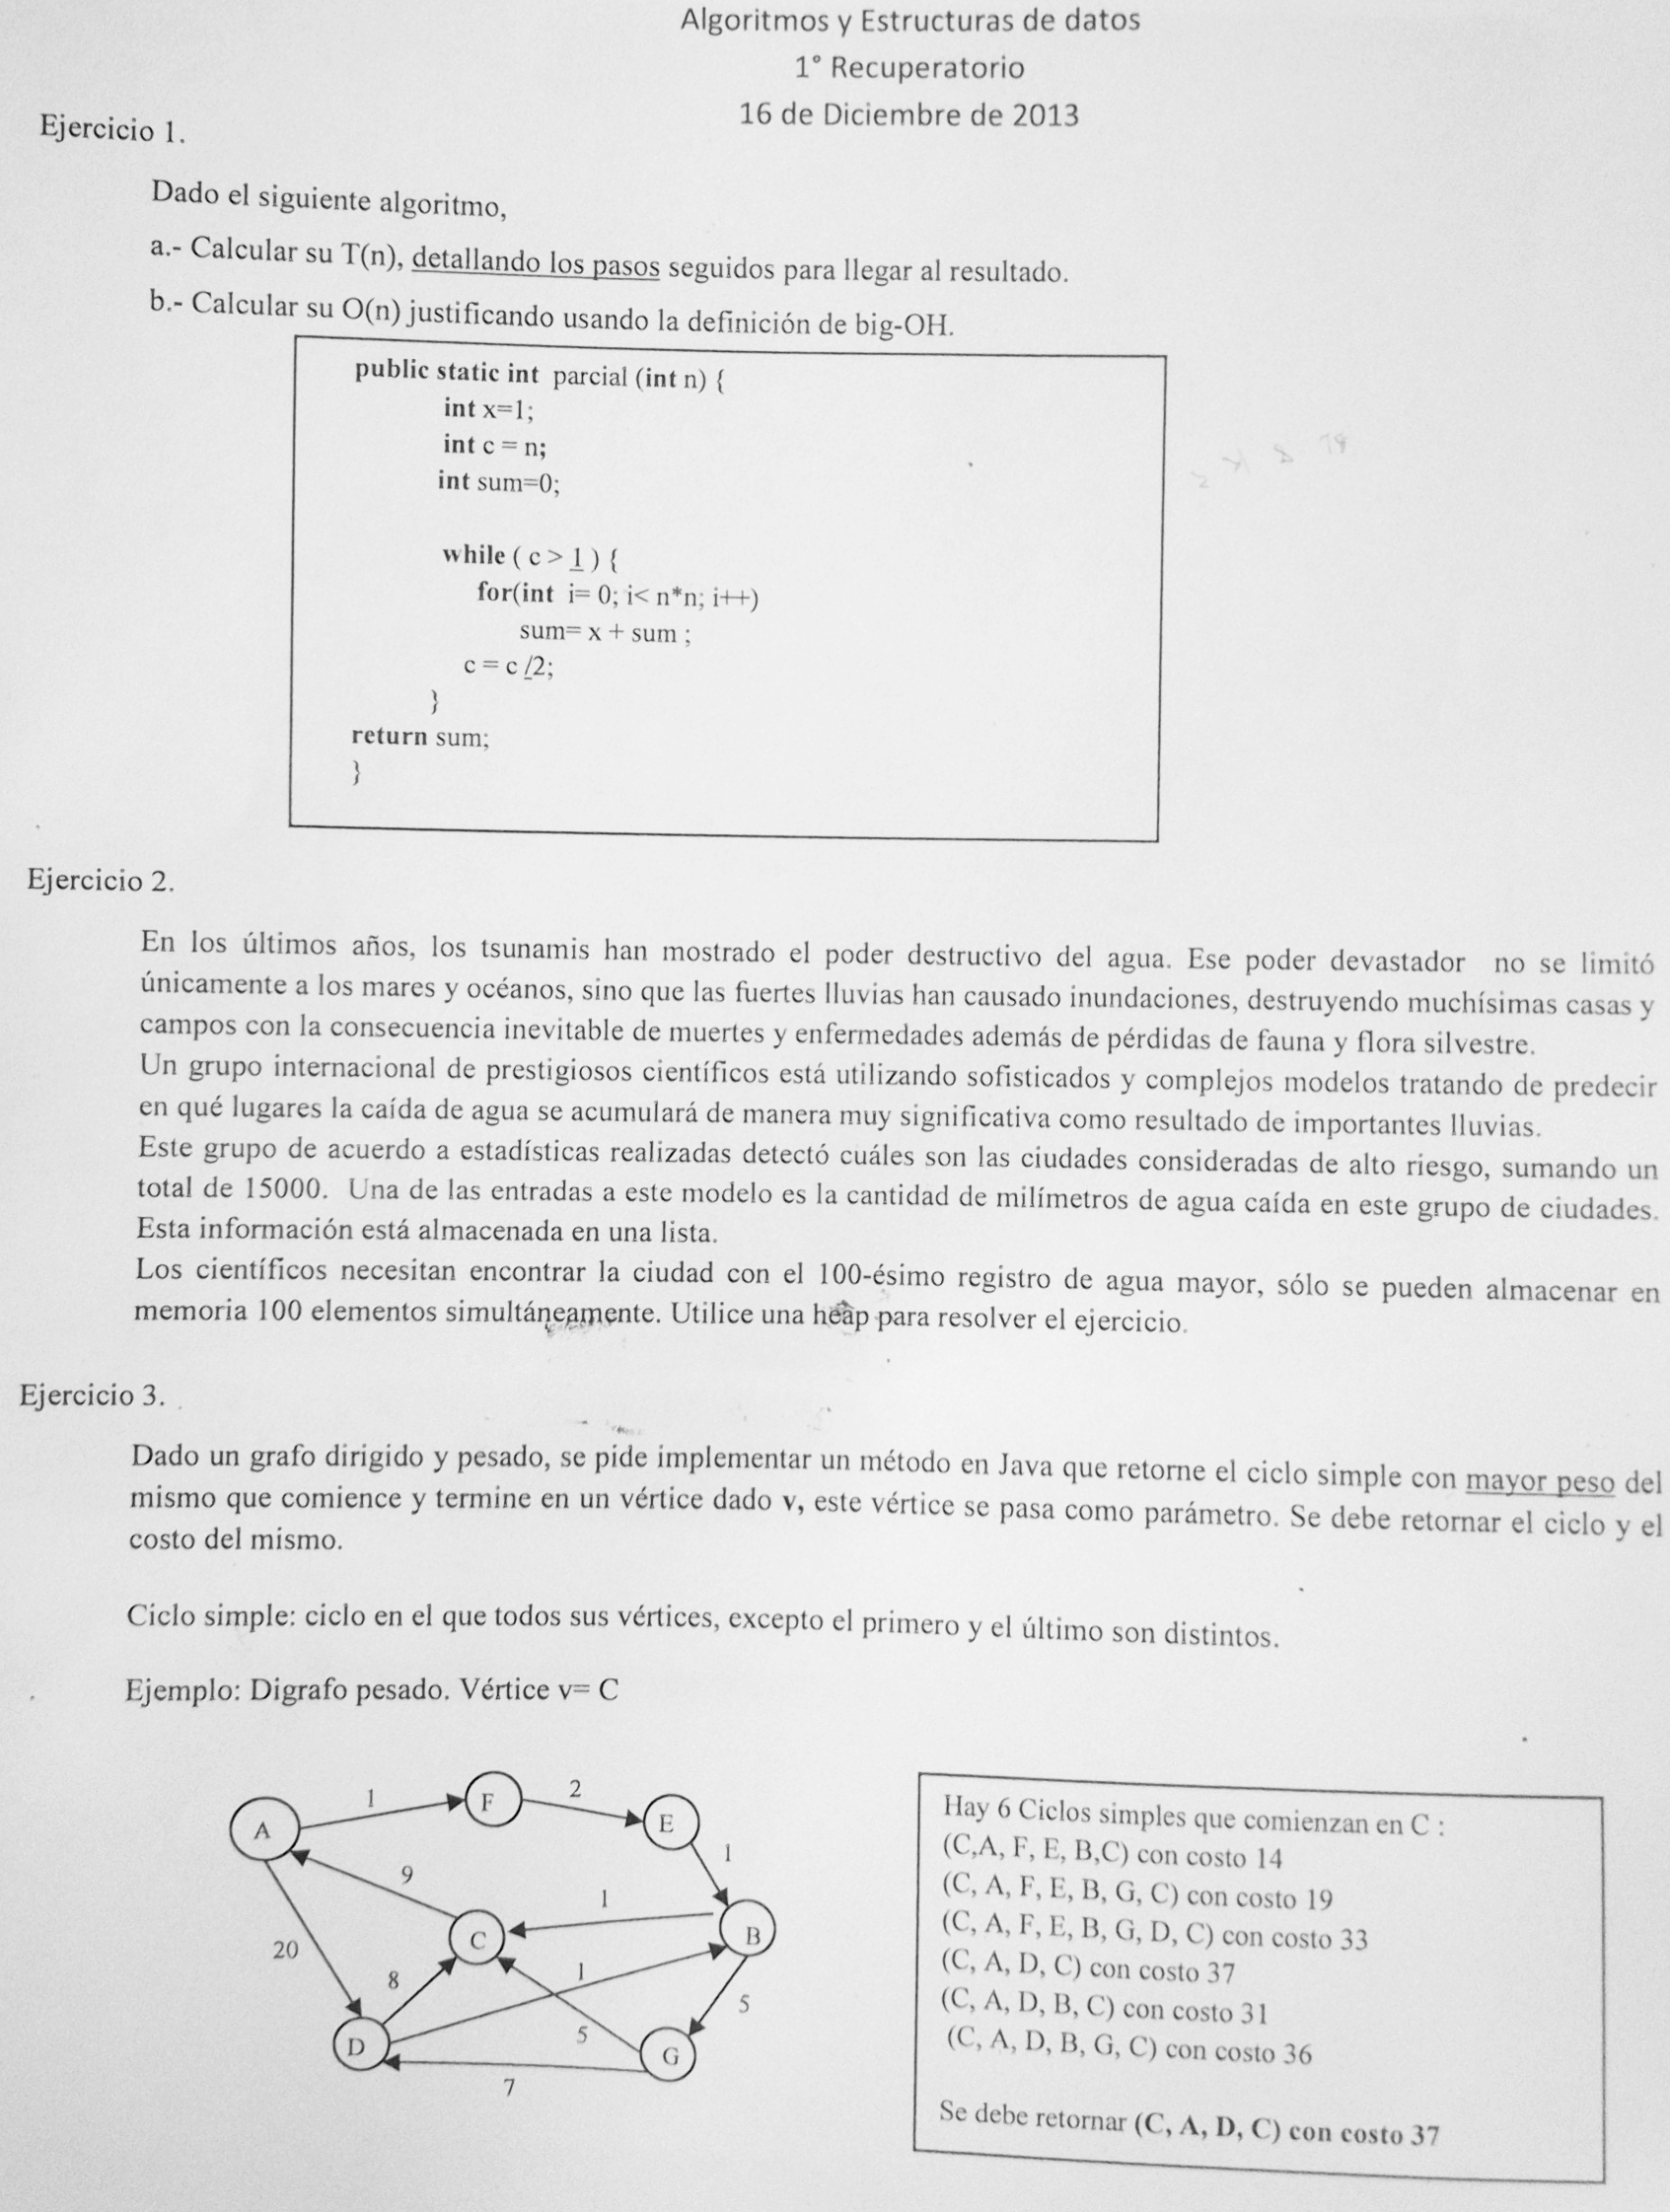 Algoritmos y Estructuras de datos
1° Recuperatorio
16 de Diciembre de 2013
Ejercicio 1.
Dado el siguiente algoritmo,
a.- Calcular su T(n), detallando los pasos seguidos para llegar al resultado.
b.- Calcular su O(n) justificando usando la definición de big-OH.
public static int parcial (int n) {
int x=1;
int c = n;
int sum=0;
while ( c > 1 ) {
for(int i= 0; i< n*n; i++)
sum= x + sum ;
c = c /2;
}
return sum;
}
Ejercicio 2.
En los últimos años, los tsunamis han mostrado el poder destructivo del agua. Ese poder devastador no se limitó
únicamente a los mares y océanos, sino que las fuertes lluvias han causado inundaciones, destruyendo muchísimas casas y
campos con la consecuencia inevitable de muertes y enfermedades además de pérdidas de fauna y flora silvestre.
Un grupo internacional de prestigiosos científicos está utilizando sofisticados y complejos modelos tratando de predecir
en qué lugares la caída de agua se acumulará de manera muy significativa como resultado de importantes lluvias.
Este grupo de acuerdo a estadísticas realizadas detectó cuáles son las ciudades consideradas de alto riesgo, sumando un
total de 15000. Una de las entradas a este modelo es la cantidad de milímetros de agua caída en este grupo de ciudades.
Esta información está almacenada en una lista.
Los científicos necesitan encontrar la ciudad con el 100-ésimo registro de agua mayor, sólo se pueden almacenar en
memoria 100 elementos simultáneamente. Utilice una heap para resolver el ejercicio.
Ejercicio 3.
Dado un grafo dirigido y pesado, se pide implementar un método en Java que retorne el ciclo simple con mayor peso del
mismo que comience y termine en un vértice dado v, este vértice se pasa como parámetro. Se debe retornar el ciclo y el
costo del mismo.
Ciclo simple: ciclo en el que todos sus vértices, excepto el primero y el último son distintos.
Ejemplo: Digrafo pesado. Vértice v= C
1
F
2
A
E
1
9
1
C
B
20
8
1
5
D
5
G
7
Hay 6 Ciclos simples que comienzan en C :
(C,A, F, E, B,C) con costo 14
(C, A, F, E, B, G, C) con costo 19
(C, A, F, E, B, G, D, C) con costo 33
(C, A, D, C) con costo 37
(C, A, D, B, C) con costo 31
(C, A, D, B, G, C) con costo 36
Se debe retornar (C, A, D, C) con costo 37